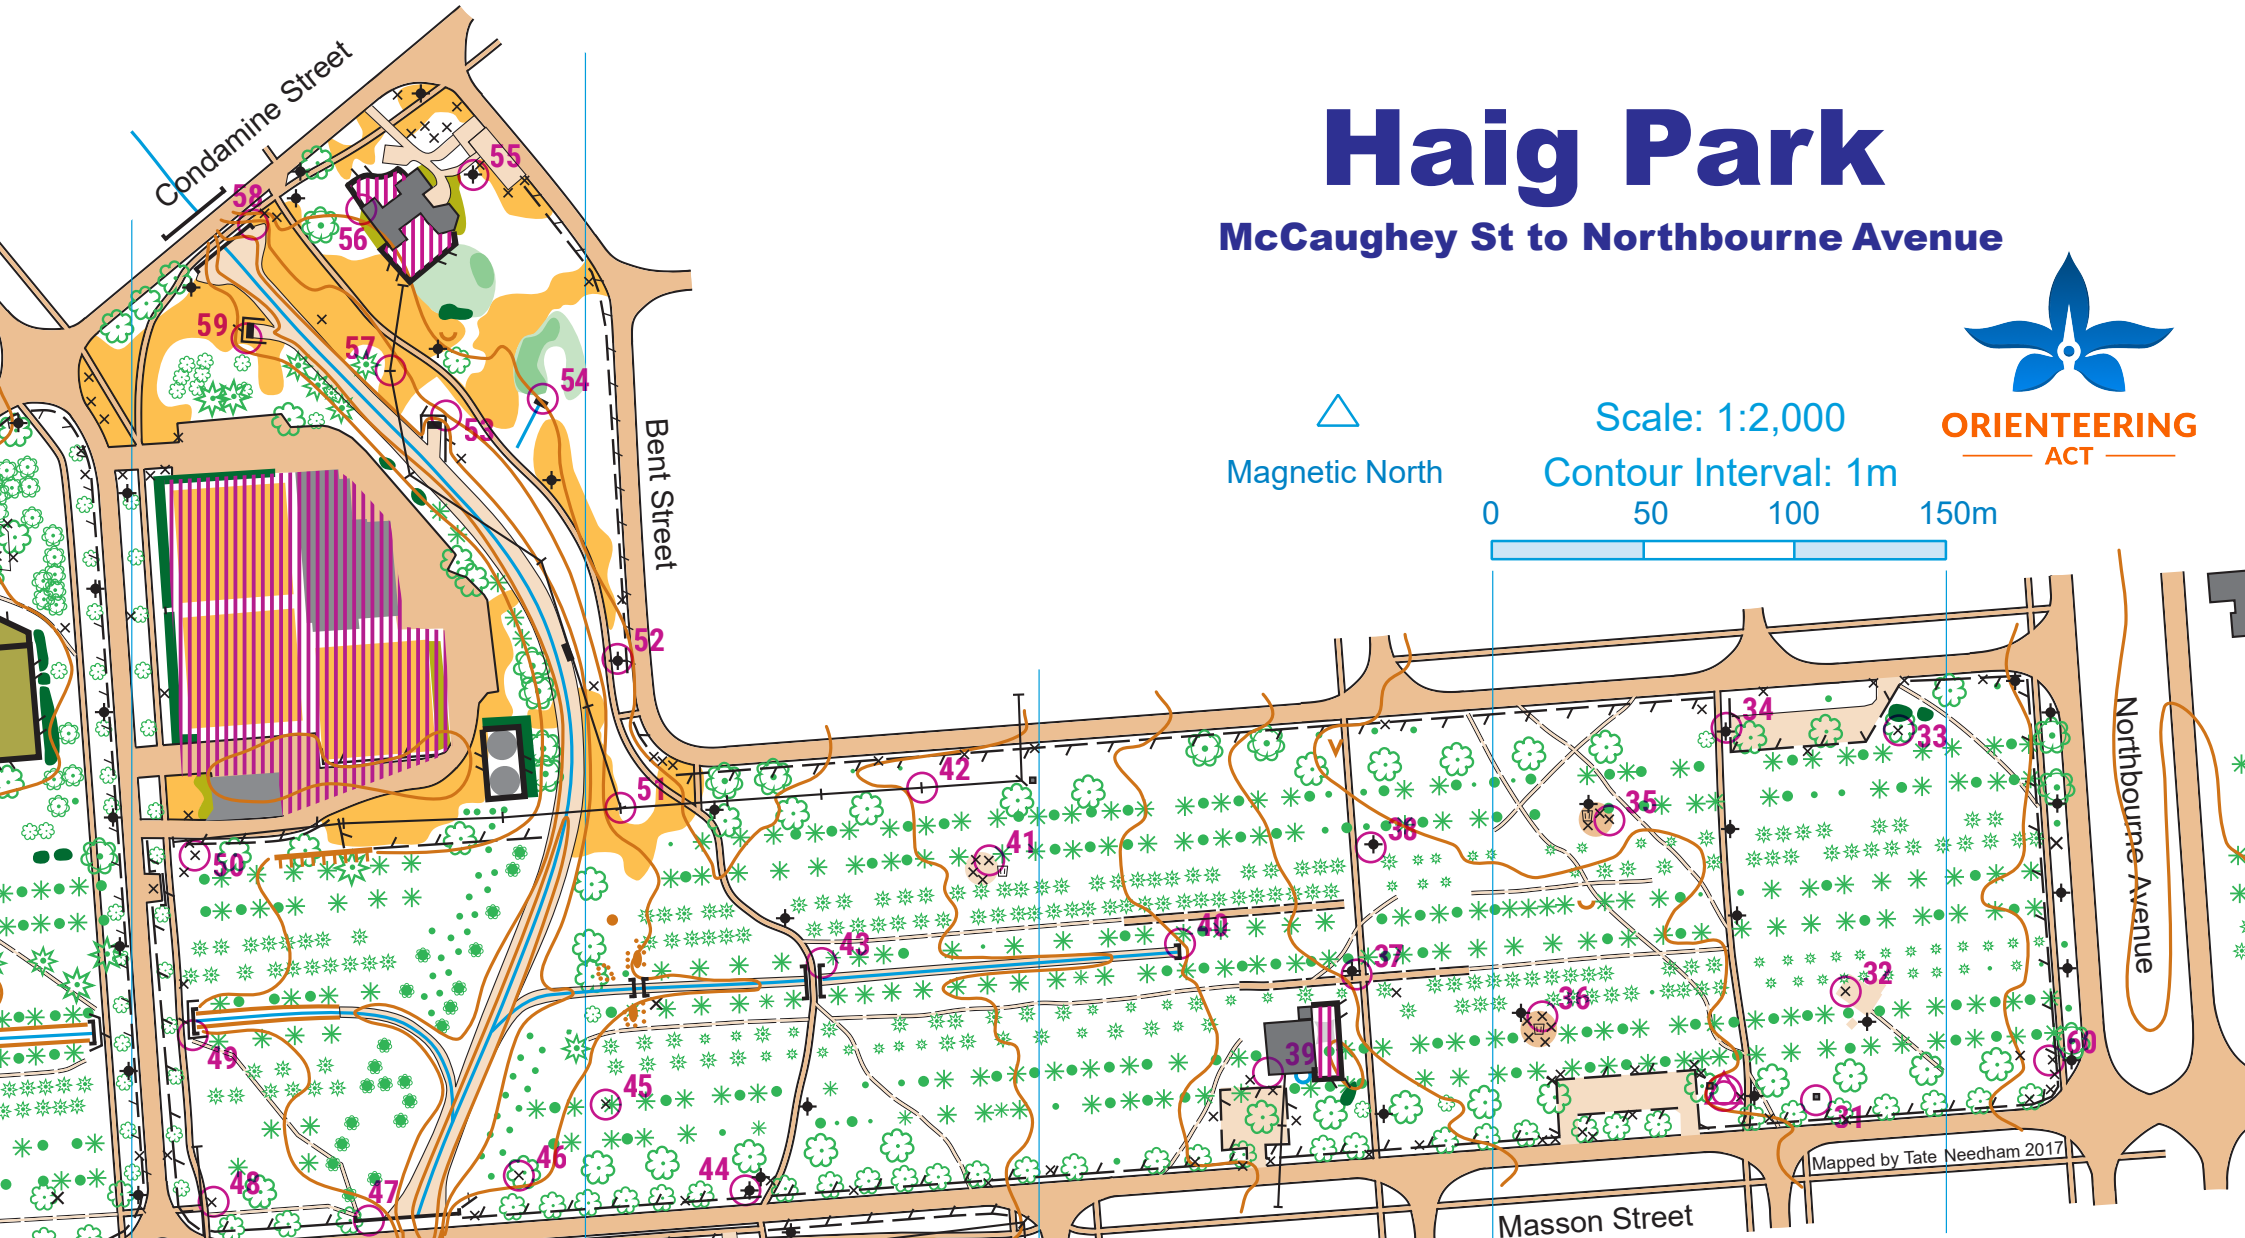 Haig Park
McCaughey St to Northbourne Avenue
Condamine Street
Bent Street
Magnetic North
Scale: 1:2,000
Contour Interval: 1m
0 50 100 150m
ORIENTEERING
ACT
Northbourne Avenue
Masson Street
Mapped by Tate Needham 2017
55
58
56
59
57
54
53
52
51
42
34
33
35
38
41
50
43
40
37
32
36
49
39
60
45
31
46
44
48
47